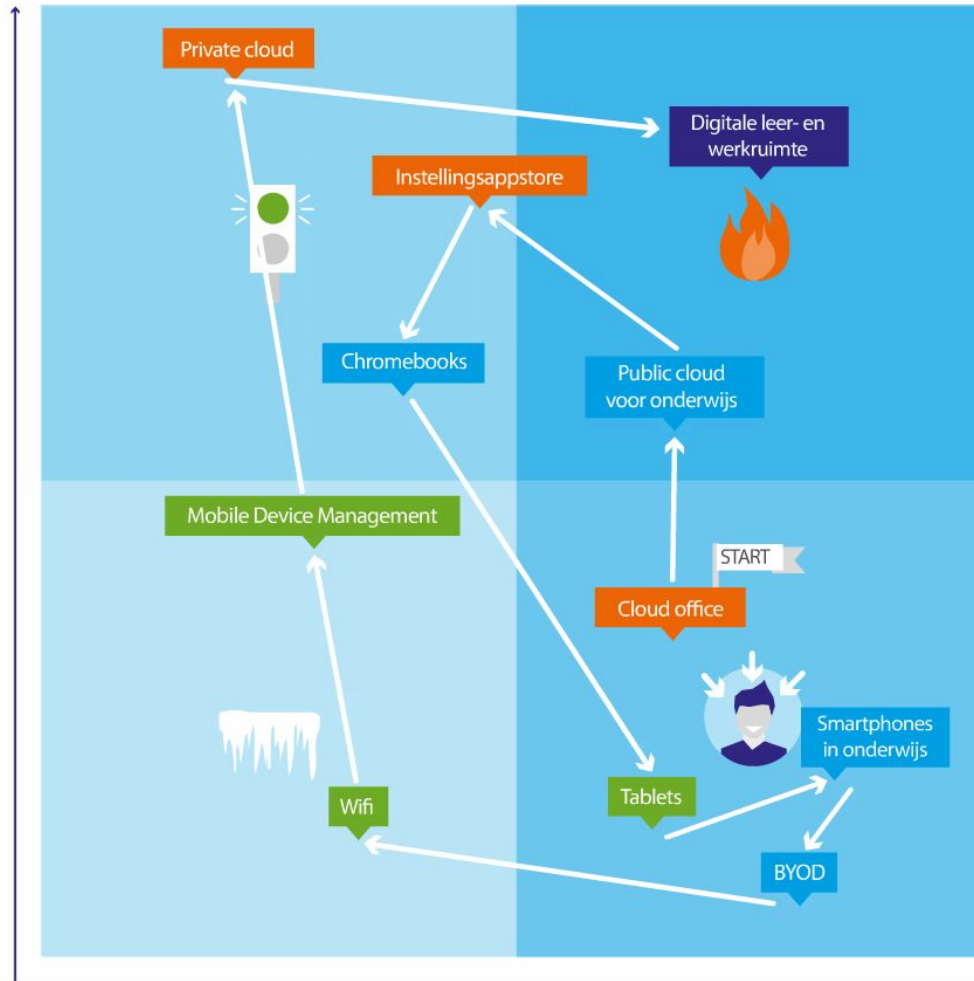 Private cloud
Digitale leer- en
werkruimte
Instellingsappstore
Chromebooks
Public cloud
voor onderwijs
Mobile Device Management
START
Cloud office
Smartphones
in onderwijs
Tablets
Wifi
BYOD